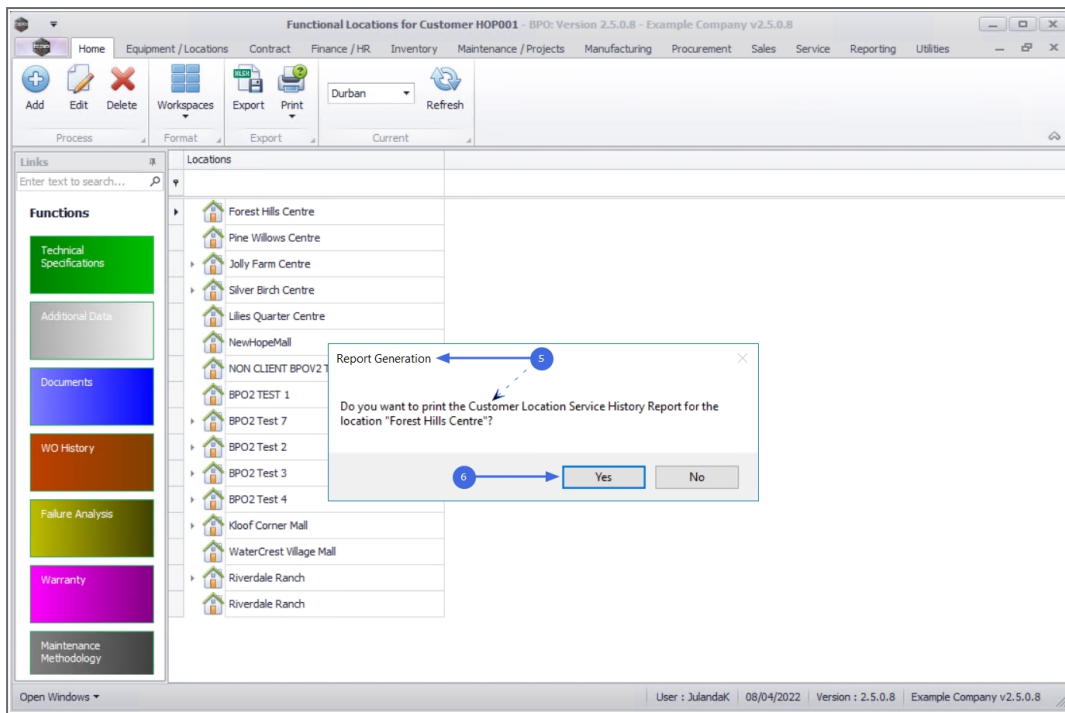 Functional Locations for Customer HOP001 - BPO: Version 2.5.0.8 - Example Company v2.5.0.8
Home Equipment / Locations Contract Finance / HR Inventory Maintenance / Projects Manufacturing Procurement Sales Service Reporting Utilities
XLSX
Durban
Add Edit Delete Workspaces Export Print Refresh
Process Format Export Current
Links
Enter text to search...
Functions
Technical
Specifications
Additional Data
Documents
WO History
Failure Analysis
Warranty
Maintenance
Methodology
Locations
Forest Hills Centre
Pine Willows Centre
Jolly Farm Centre
Silver Birch Centre
Lilies Quarter Centre
NewHopeMall
NON CLIENT BPOV2
BPO2 TEST 1
BPO2 Test 7
BPO2 Test 2
BPO2 Test 3
BPO2 Test 4
Kloof Corner Mall
WaterCrest Village Mall
Riverdale Ranch
Riverdale Ranch
Report Generation
5
Do you want to print the Customer Location Service History Report for the
location "Forest Hills Centre"?
6
Yes No
Open Windows
User : JulandaK 08/04/2022 Version : 2.5.0.8 Example Company v2.5.0.8